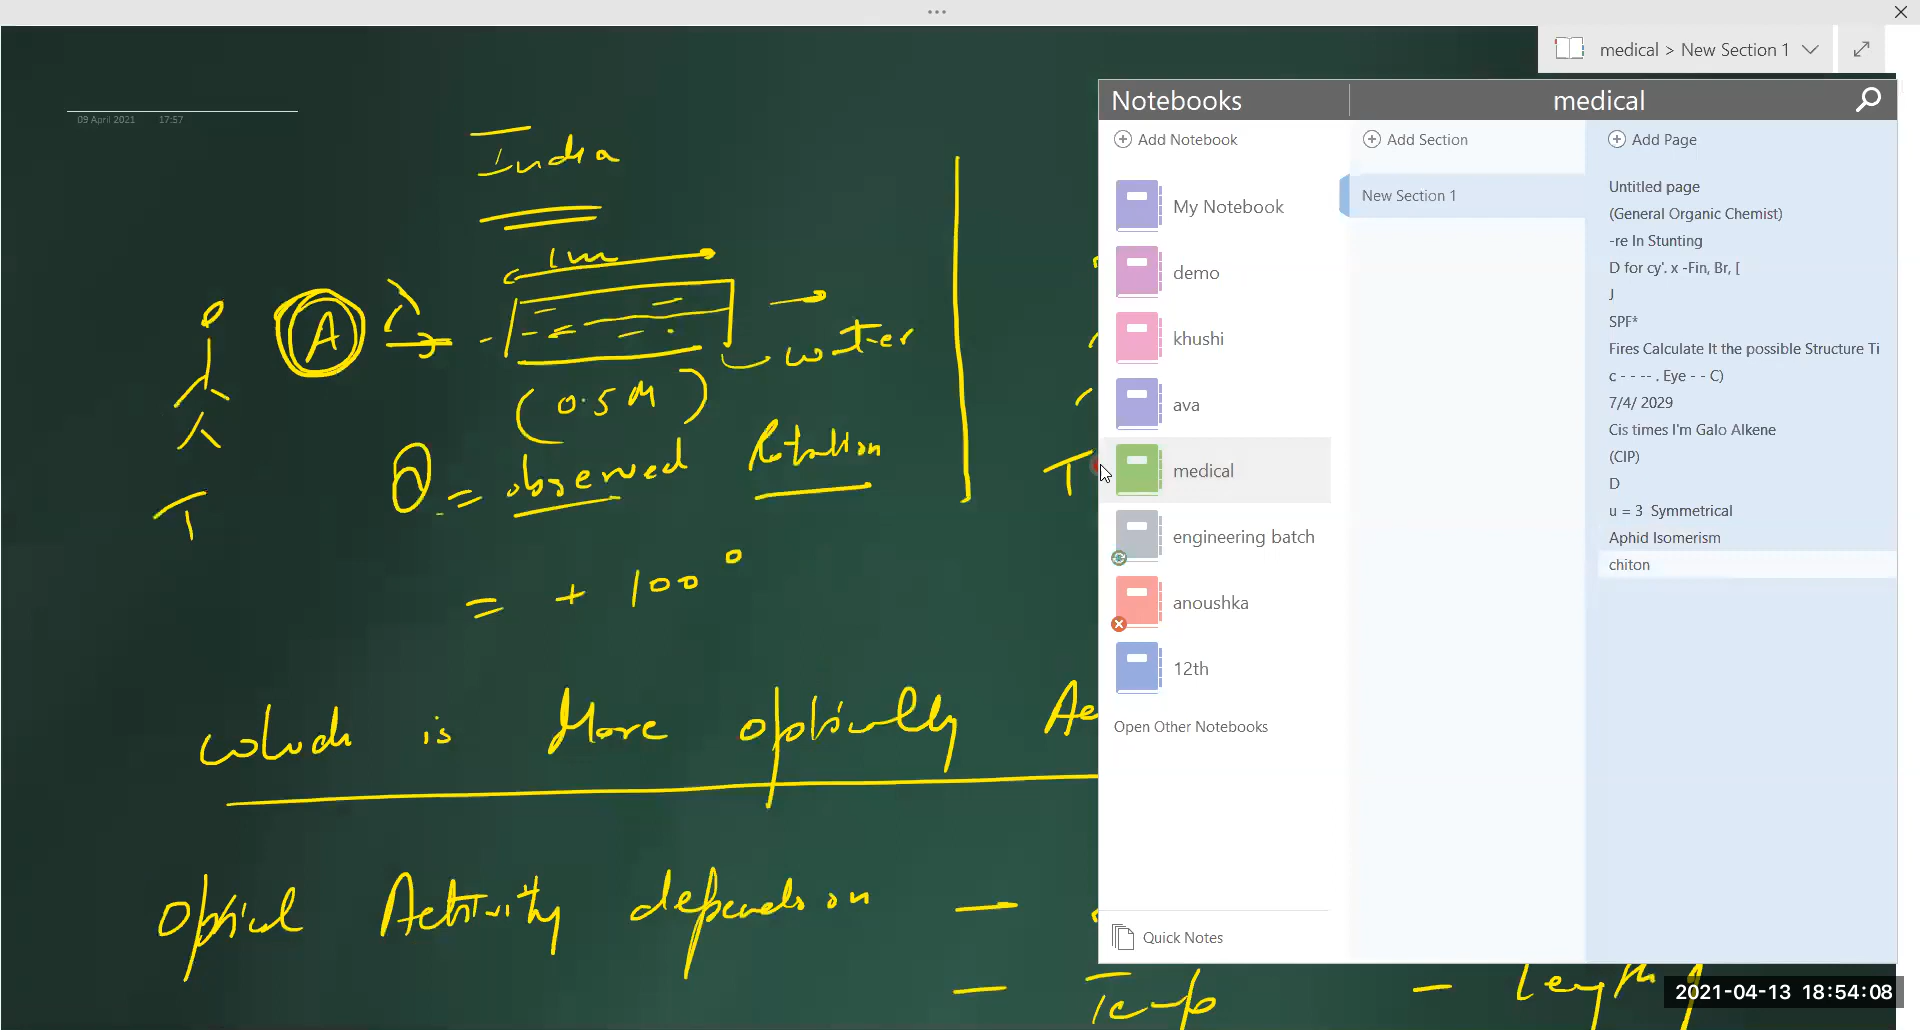 medical > New Section 1
09 April 2021 17:57
India
1m
A λ
water
(0.5 M)
θ = observed Rotation
T
= + 100°
which is More optically
optical Activity depends on —
— Temp — length
T
Notebooks
medical
Add Notebook
Add Section
Add Page
My Notebook
demo
khushi
ava
medical
engineering batch
anoushka
12th
Open Other Notebooks
Quick Notes
New Section 1
Untitled page
(General Organic Chemist)
-re In Stunting
D for cy'. x -Fin, Br, [
J
SPF*
Fires Calculate It the possible Structure Ti
c - - -- . Eye - - C)
7/4/ 2029
Cis times I'm Galo Alkene
(CIP)
D
u = 3 Symmetrical
Aphid Isomerism
chiton
2021-04-13 18:54:08